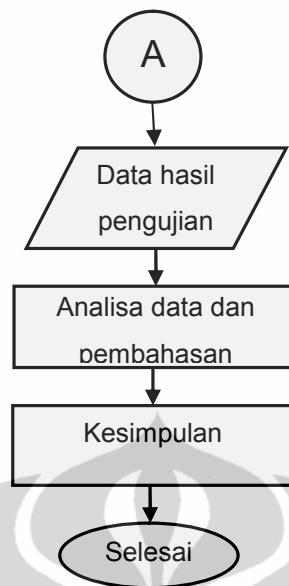 A
Data hasil
pengujian
Analisa data dan
pembahasan
Kesimpulan
Selesai